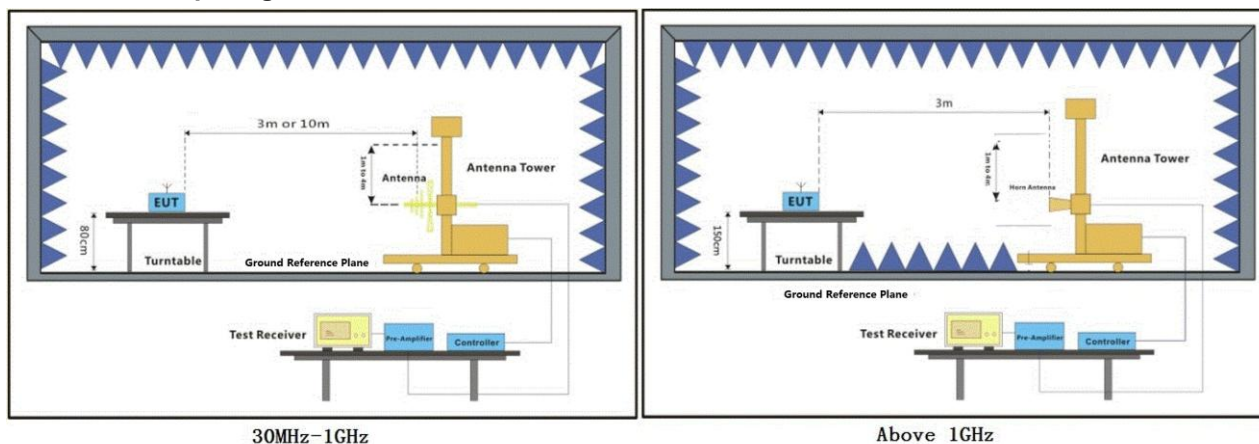 3m or 10m
1m to 4m
Antenna
Antenna Tower
EUT
80cm
Turntable
Ground Reference Plane
Test Receiver
Pre-Amplifier
Controller
30MHz-1GHz
3m
1m to 4m
Horn Antenna
Antenna Tower
EUT
150cm
Turntable
Ground Reference Plane
Test Receiver
Pre-Amplifier
Controller
Above 1GHz